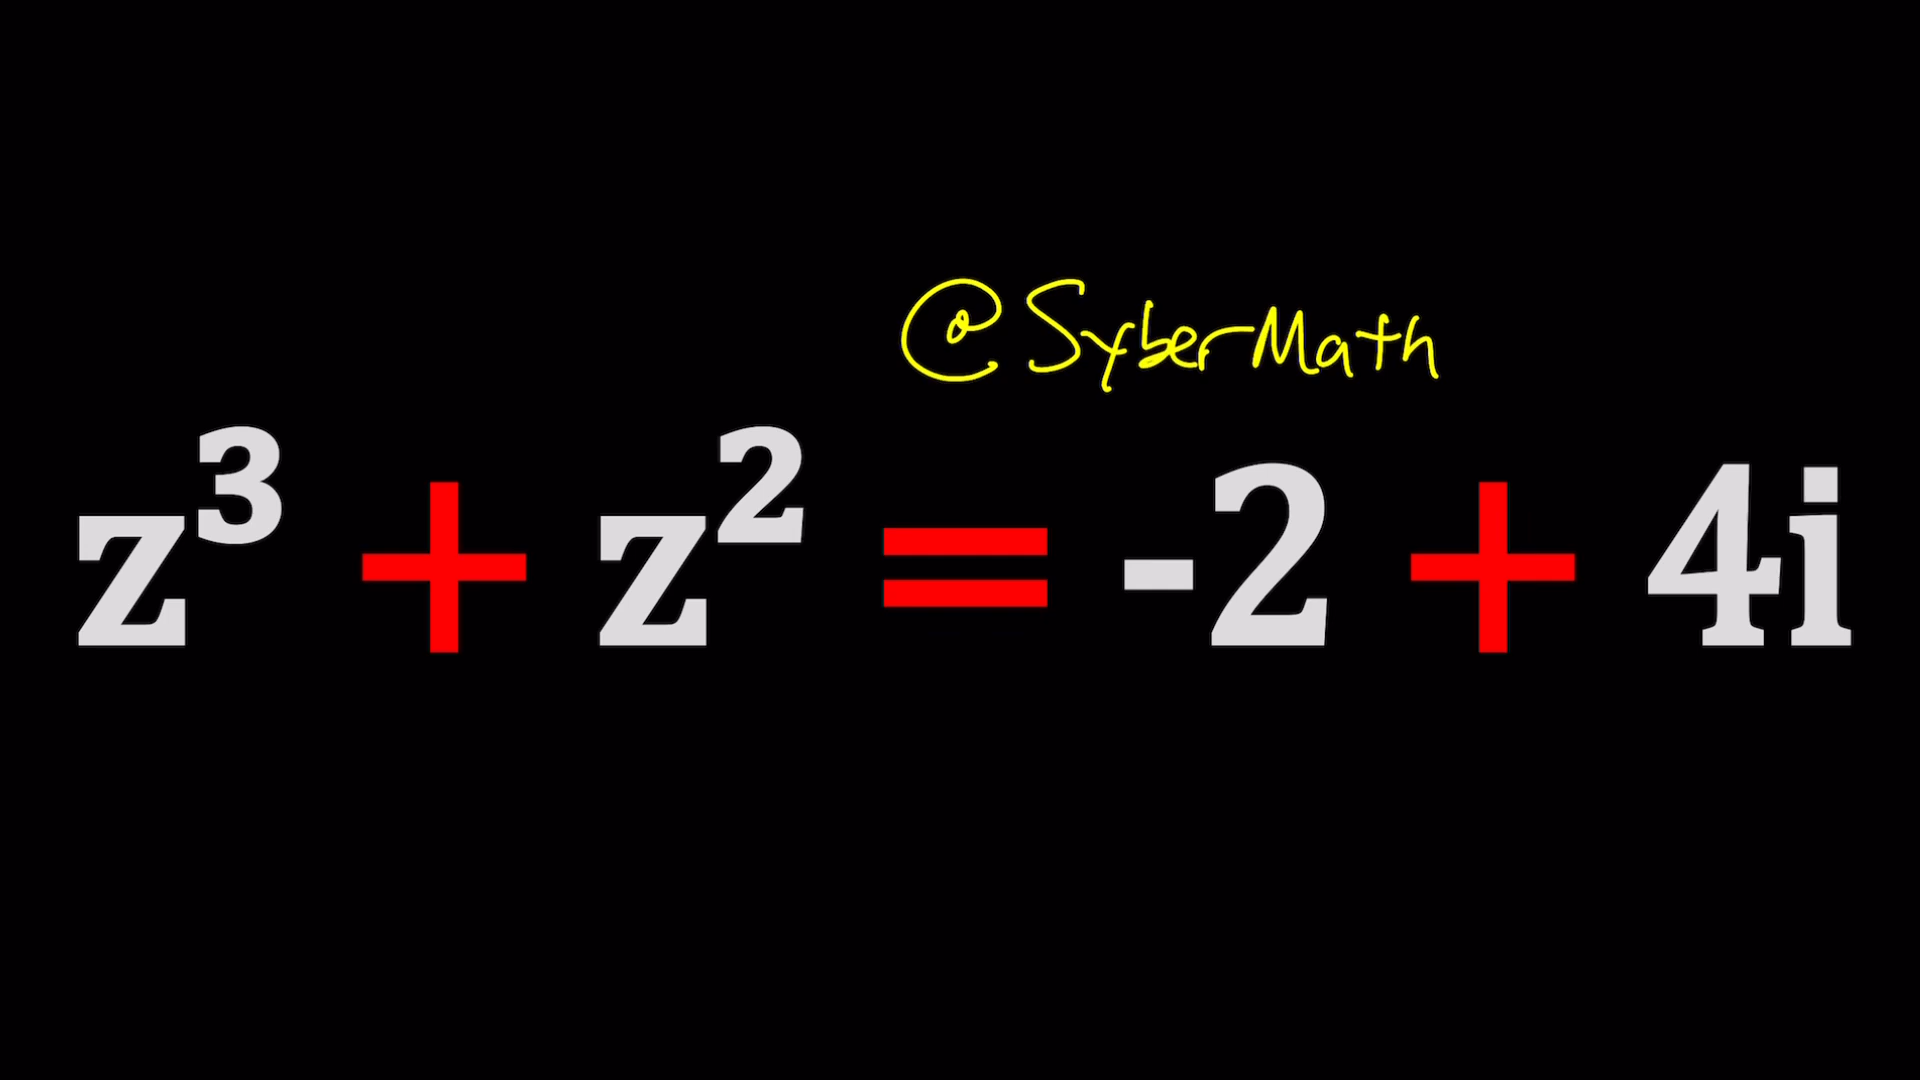 @SyberMath
z³ + z² = -2 + 4i